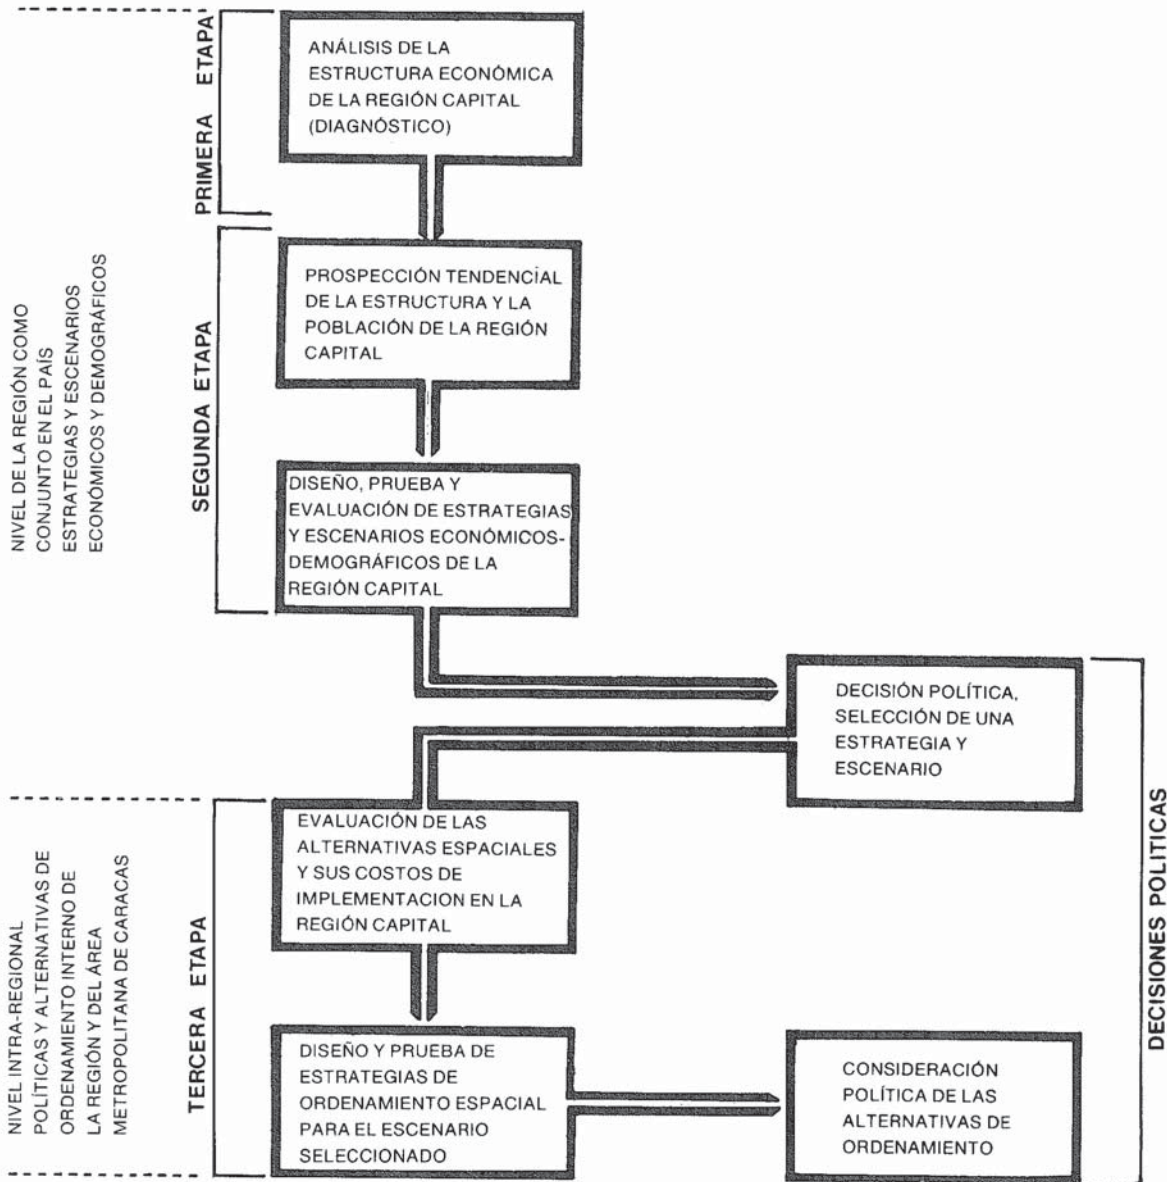 NIVEL DE LA REGIÓN COMO
CONJUNTO EN EL PAÍS
ESTRATEGIAS Y ESCENARIOS
ECONÓMICOS Y DEMOGRÁFICOS
PRIMERA ETAPA
ANÁLISIS DE LA
ESTRUCTURA ECONÓMICA
DE LA REGIÓN CAPITAL
(DIAGNÓSTICO)
SEGUNDA ETAPA
PROSPECCIÓN TENDENCIAL
DE LA ESTRUCTURA Y LA
POBLACIÓN DE LA REGIÓN
CAPITAL
DISEÑO, PRUEBA Y
EVALUACIÓN DE ESTRATEGIAS
Y ESCENARIOS ECONÓMICOS-
DEMOGRÁFICOS DE LA
REGIÓN CAPITAL
DECISIÓN POLÍTICA,
SELECCIÓN DE UNA
ESTRATEGIA Y
ESCENARIO
NIVEL INTRA-REGIONAL
POLÍTICAS Y ALTERNATIVAS DE
ORDENAMIENTO INTERNO DE
LA REGIÓN Y DEL ÁREA
METROPOLITANA DE CARACAS
TERCERA ETAPA
EVALUACIÓN DE LAS
ALTERNATIVAS ESPACIALES
Y SUS COSTOS DE
IMPLEMENTACION EN LA
REGIÓN CAPITAL
DISEÑO Y PRUEBA DE
ESTRATEGIAS DE
ORDENAMIENTO ESPACIAL
PARA EL ESCENARIO
SELECCIONADO
CONSIDERACIÓN
POLÍTICA DE LAS
ALTERNATIVAS DE
ORDENAMIENTO
DECISIONES POLITICAS